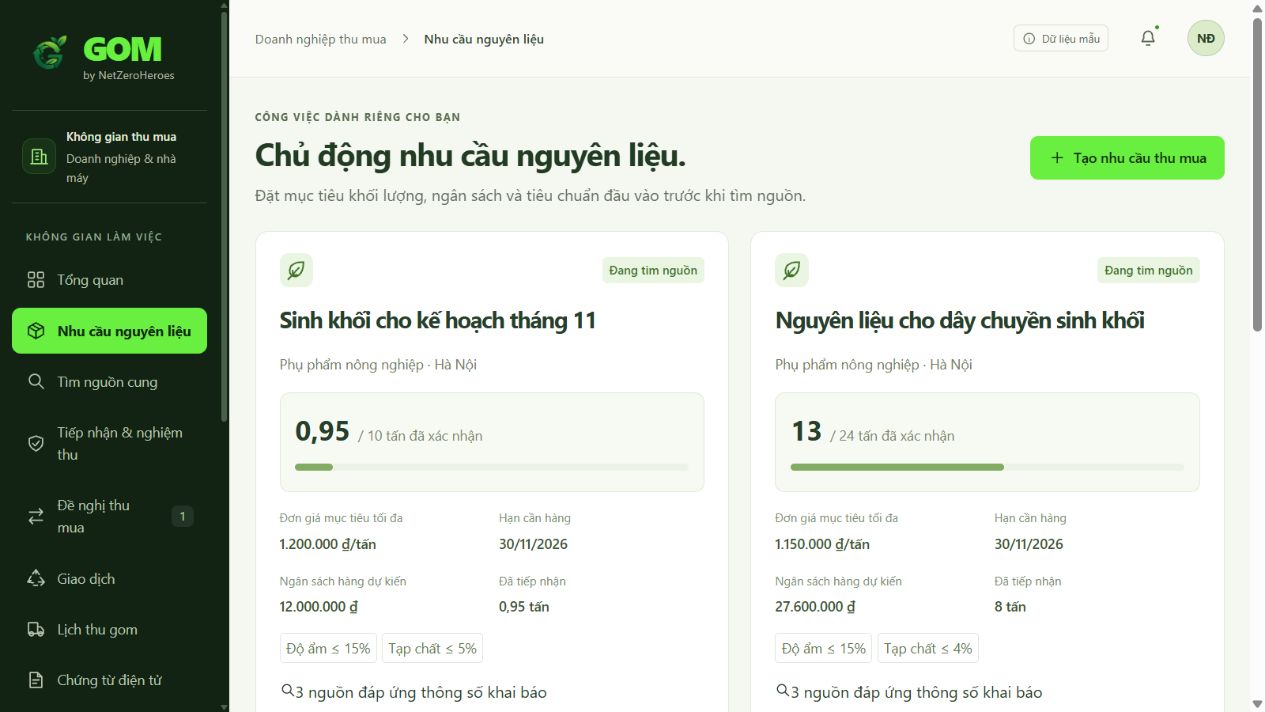 GOM
by NetZeroHeroes
Không gian thu mua
Doanh nghiệp & nhà
máy
KHÔNG GIAN LÀM VIỆC
Tổng quan
Nhu cầu nguyên liệu
Tìm nguồn cung
Tiếp nhận & nghiệm
thu
Đề nghị thu
mua
1
Giao dịch
Lịch thu gom
Chứng từ điện tử
Doanh nghiệp thu mua > Nhu cầu nguyên liệu
Dữ liệu mẫu
NĐ
CÔNG VIỆC DÀNH RIÊNG CHO BẠN
Chủ động nhu cầu nguyên liệu.
Đặt mục tiêu khối lượng, ngân sách và tiêu chuẩn đầu vào trước khi tìm nguồn.
+ Tạo nhu cầu thu mua
Đang tìm nguồn
Sinh khối cho kế hoạch tháng 11
Phụ phẩm nông nghiệp · Hà Nội
0,95 / 10 tấn đã xác nhận
Đơn giá mục tiêu tối đa
1.200.000 ₫/tấn
Hạn cần hàng
30/11/2026
Ngân sách hàng dự kiến
12.000.000 ₫
Đã tiếp nhận
0,95 tấn
Độ ẩm ≤ 15%
Tạp chất ≤ 5%
3 nguồn đáp ứng thông số khai báo
Đang tìm nguồn
Nguyên liệu cho dây chuyền sinh khối
Phụ phẩm nông nghiệp · Hà Nội
13 / 24 tấn đã xác nhận
Đơn giá mục tiêu tối đa
1.150.000 ₫/tấn
Hạn cần hàng
30/11/2026
Ngân sách hàng dự kiến
27.600.000 ₫
Đã tiếp nhận
8 tấn
Độ ẩm ≤ 15%
Tạp chất ≤ 4%
3 nguồn đáp ứng thông số khai báo